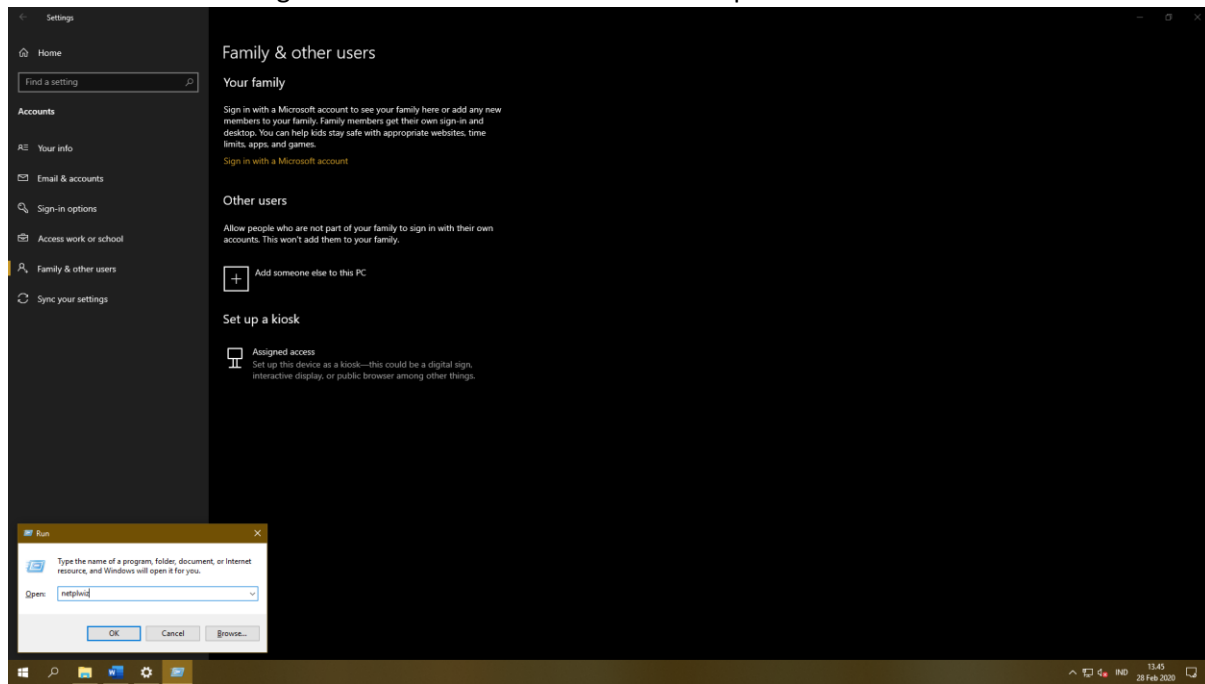 Settings
Home
Find a setting
Accounts
Your info
Email & accounts
Sign-in options
Access work or school
Family & other users
Sync your settings
Family & other users
Your family
Sign in with a Microsoft account to see your family here or add any new
members to your family. Family members get their own sign-in and
desktop. You can help kids stay safe with appropriate websites, time
limits, apps, and games.
Sign in with a Microsoft account
Other users
Allow people who are not part of your family to sign in with their own
accounts. This won't add them to your family.
Add someone else to this PC
Set up a kiosk
Assigned access
Set up this device as a kiosk—this could be a digital sign,
interactive display, or public browser among other things.
Run
Type the name of a program, folder, document, or Internet
resource, and Windows will open it for you.
Open: netplwiz
OK Cancel Browse...
IND 13.45
28 Feb 2020